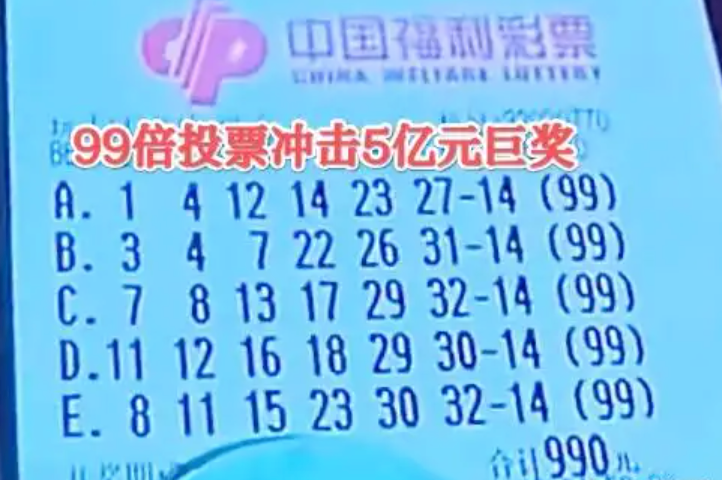 中国福利彩票
CHINA WELFARE LOTTERY
99倍投票冲击5亿元巨奖
A. 1 4 12 14 23 27-14 (99)
B. 3 4 7 22 26 31-14 (99)
C. 7 8 13 17 29 32-14 (99)
D.11 12 16 18 29 30-14 (99)
E. 8 11 15 23 30 32-14 (99)
合计990元